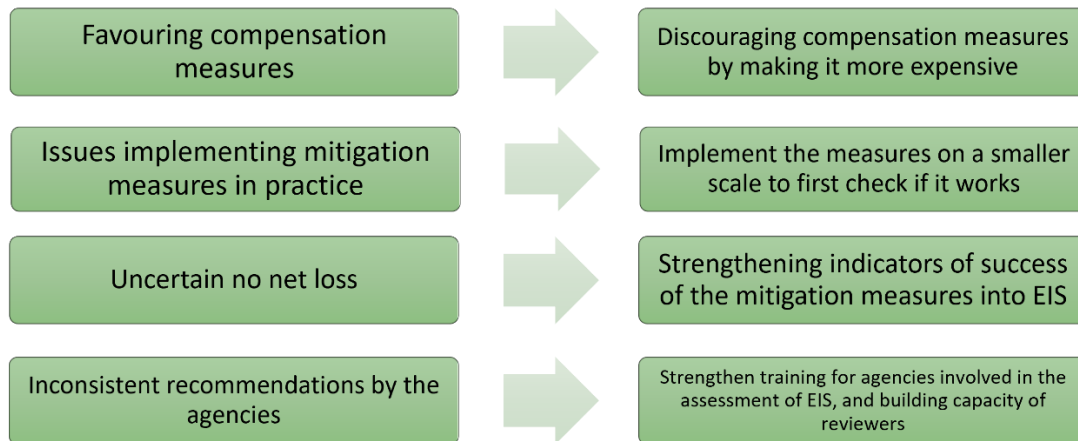 Favouring compensation
measures
Discouraging compensation measures
by making it more expensive
Issues implementing mitigation
measures in practice
Implement the measures on a smaller
scale to first check if it works
Uncertain no net loss
Strengthening indicators of success
of the mitigation measures into EIS
Inconsistent recommendations by the
agencies
Strengthen training for agencies involved in the
assessment of EIS, and building capacity of
reviewers